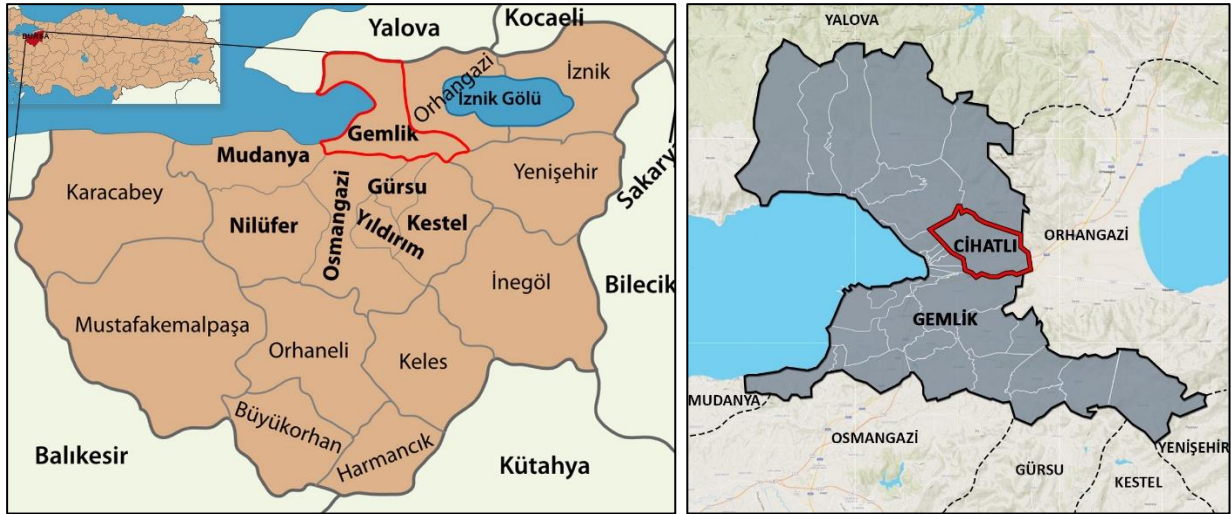 BURSA
Yalova
Kocaeli
Orhangazi
İznik
İznik Gölü
Gemlik
Mudanya
Karacabey
Gürsu
Yenişehir
Sakarya
Osmangazi
Nilüfer
Yıldırım
Kestel
İnegöl
Bilecik
Mustafakemalpaşa
Orhaneli
Keles
Büyükorhan
Harmancık
Balıkesir
Kütahya
YALOVA
CİHATLI
ORHANGAZİ
GEMLİK
MUDANYA
OSMANGAZİ
YENİŞEHİR
GÜRSU
KESTEL